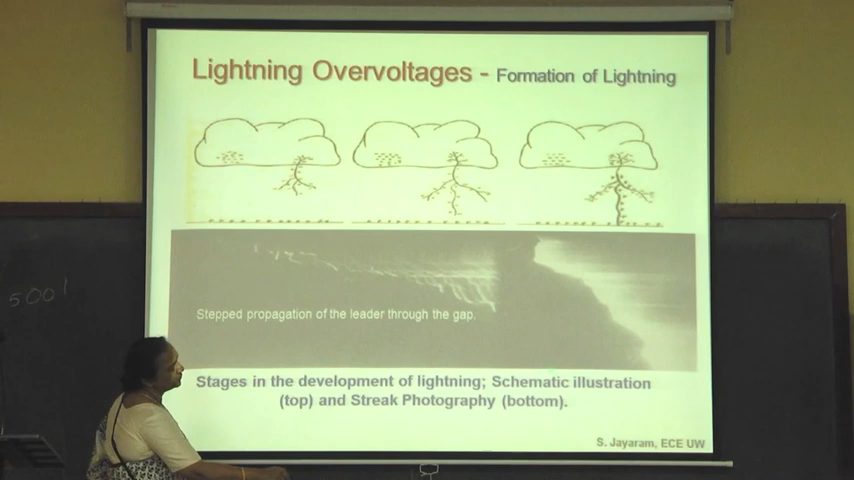 Lightning Overvoltages - Formation of Lightning
Stepped propagation of the leader through the gap.
Stages in the development of lightning; Schematic illustration
(top) and Streak Photography (bottom).
S. Jayaram, ECE UW
5001